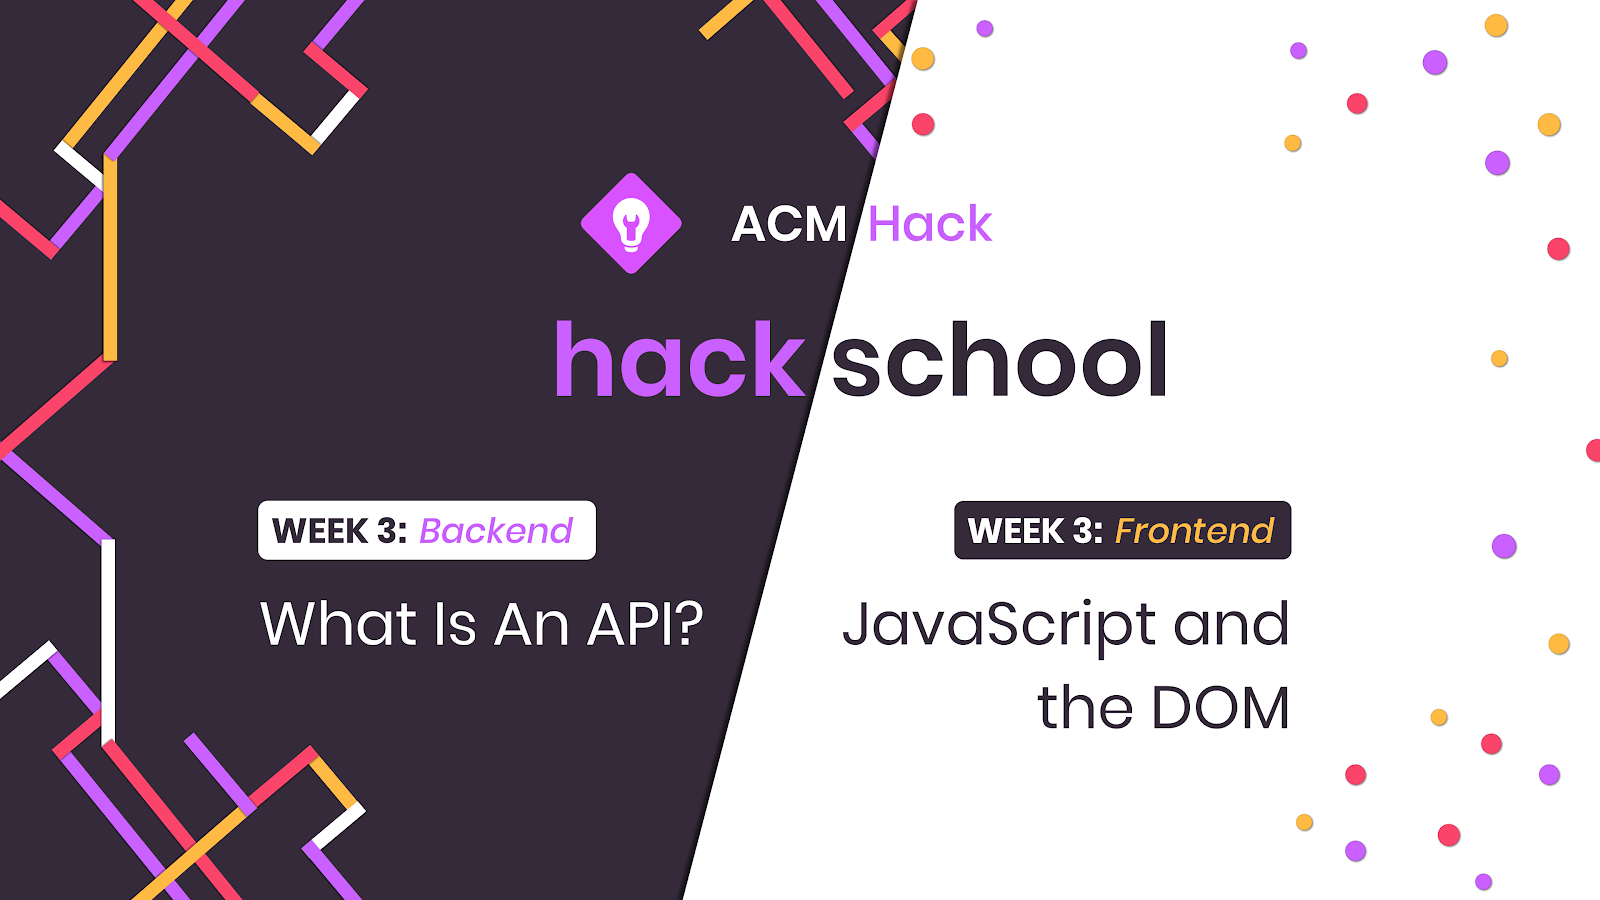 ACM Hack
hack school
WEEK 3: Backend
What Is An API?
WEEK 3: Frontend
JavaScript and
the DOM